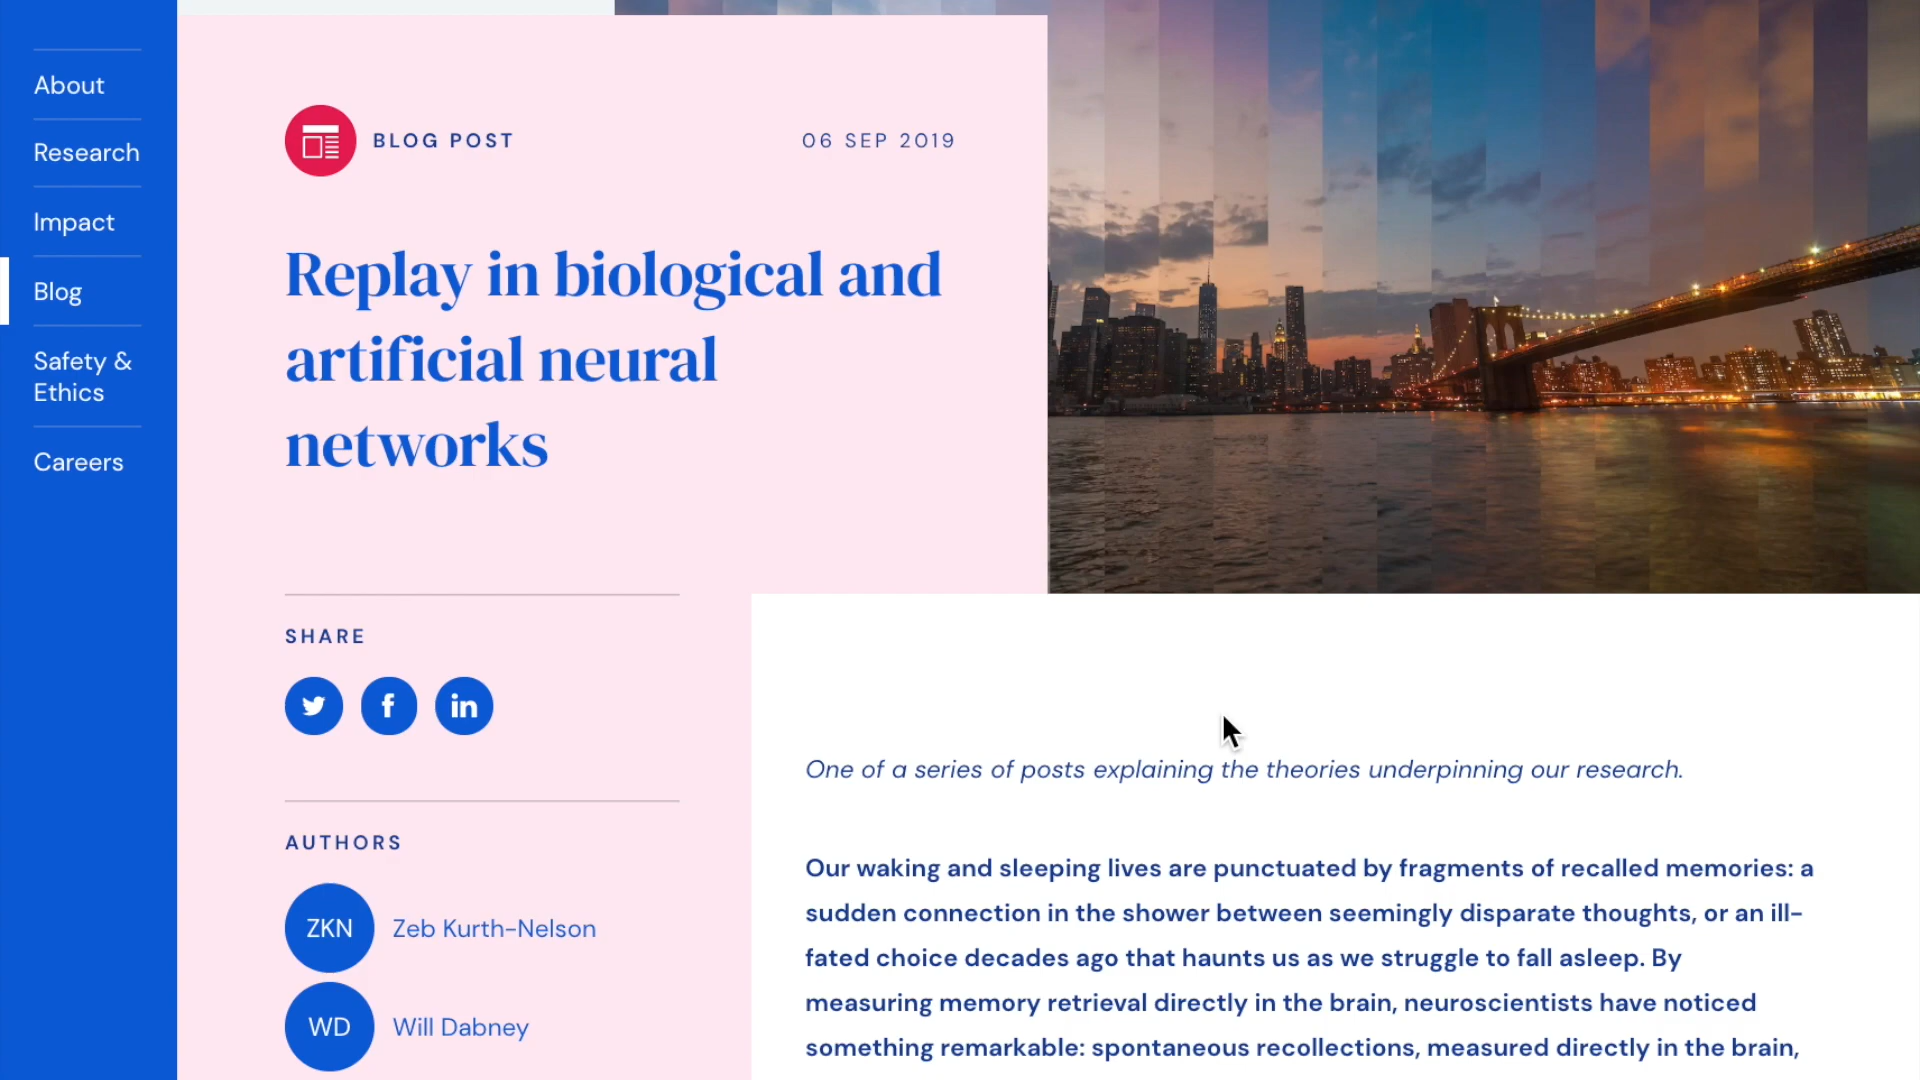 About
Research
Impact
Blog
Safety &
Ethics
Careers
BLOG POST
06 SEP 2019
Replay in biological and
artificial neural
networks
SHARE
AUTHORS
ZKN
Zeb Kurth-Nelson
WD
Will Dabney
One of a series of posts explaining the theories underpinning our research.
Our waking and sleeping lives are punctuated by fragments of recalled memories: a
sudden connection in the shower between seemingly disparate thoughts, or an ill-
fated choice decades ago that haunts us as we struggle to fall asleep. By
measuring memory retrieval directly in the brain, neuroscientists have noticed
something remarkable: spontaneous recollections, measured directly in the brain,